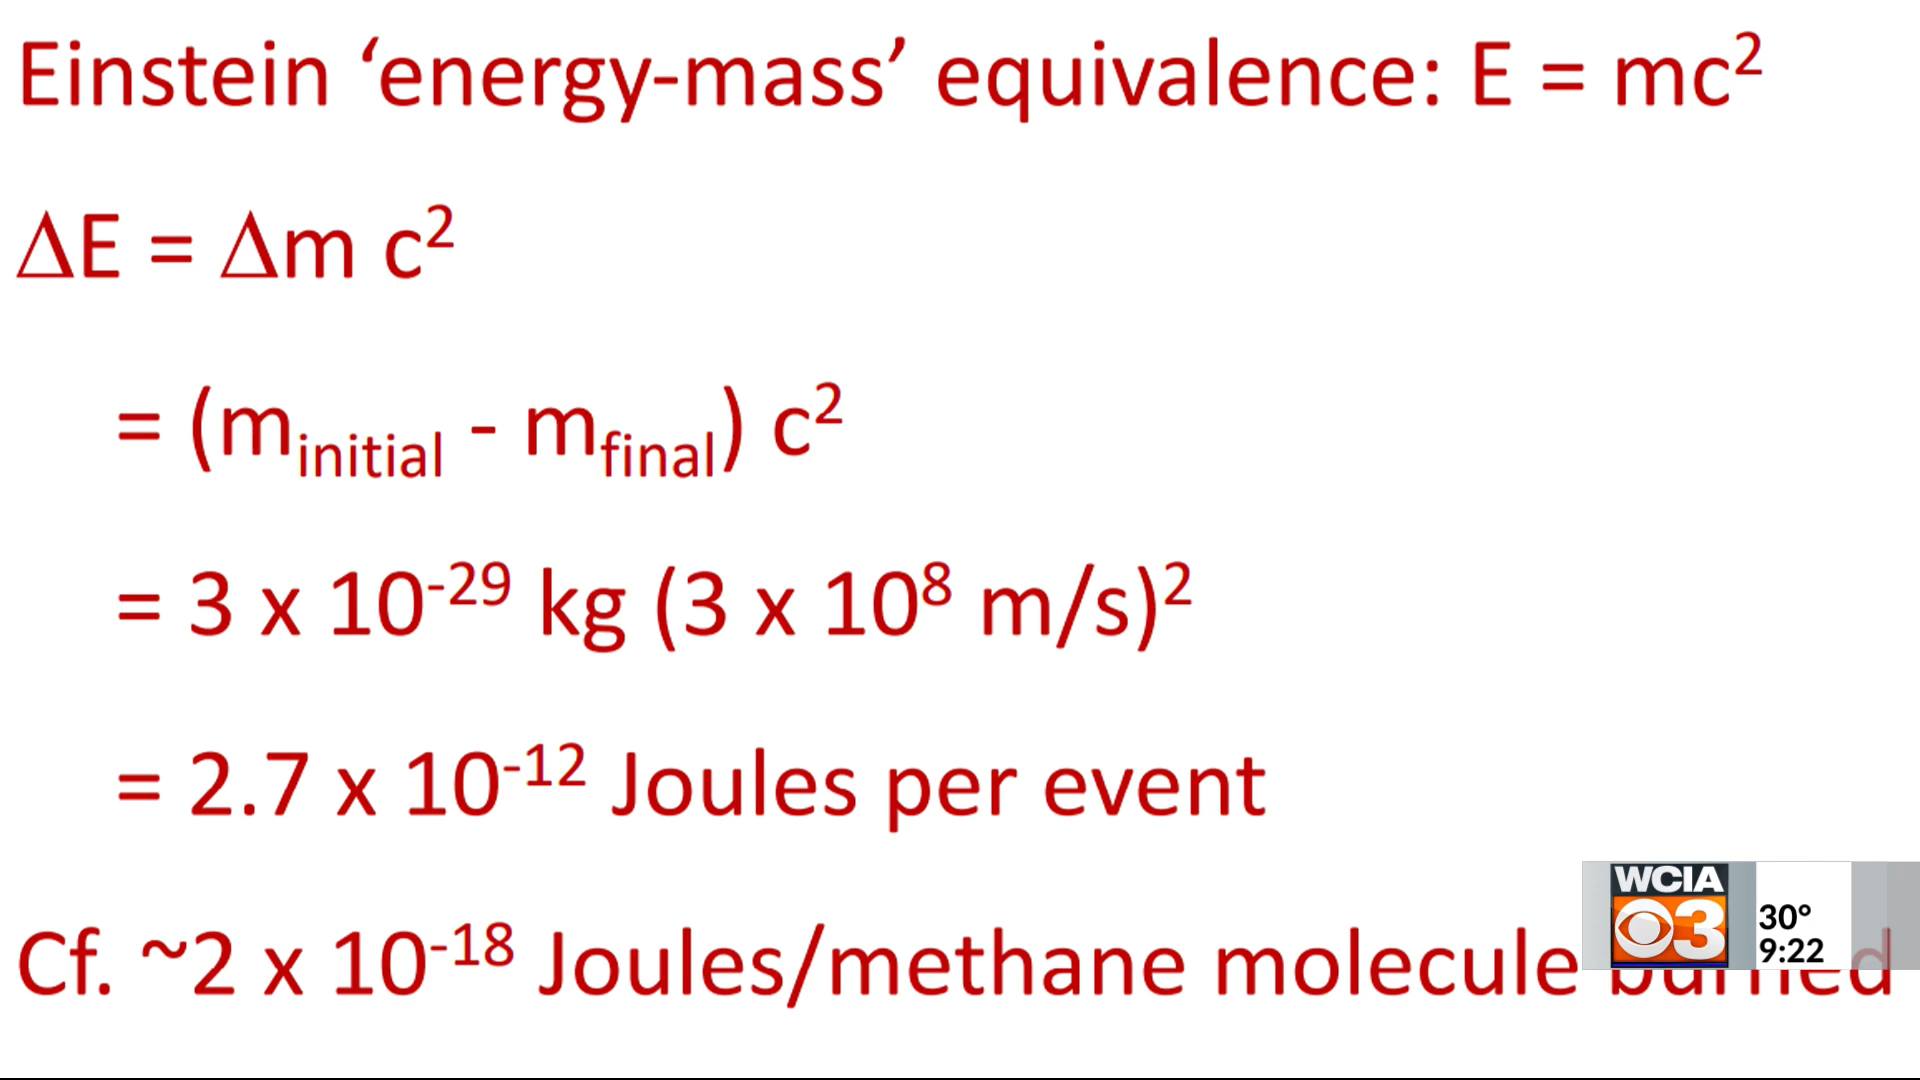 Einstein ‘energy-mass’ equivalence: E = mc²
ΔE = Δm c²
= (m_initial - m_final) c²
= 3 x 10⁻²⁹ kg (3 x 10⁸ m/s)²
= 2.7 x 10⁻¹² Joules per event
Cf. ~2 x 10⁻¹⁸ Joules/methane molecule burned
WCIA
3
30°
9:22